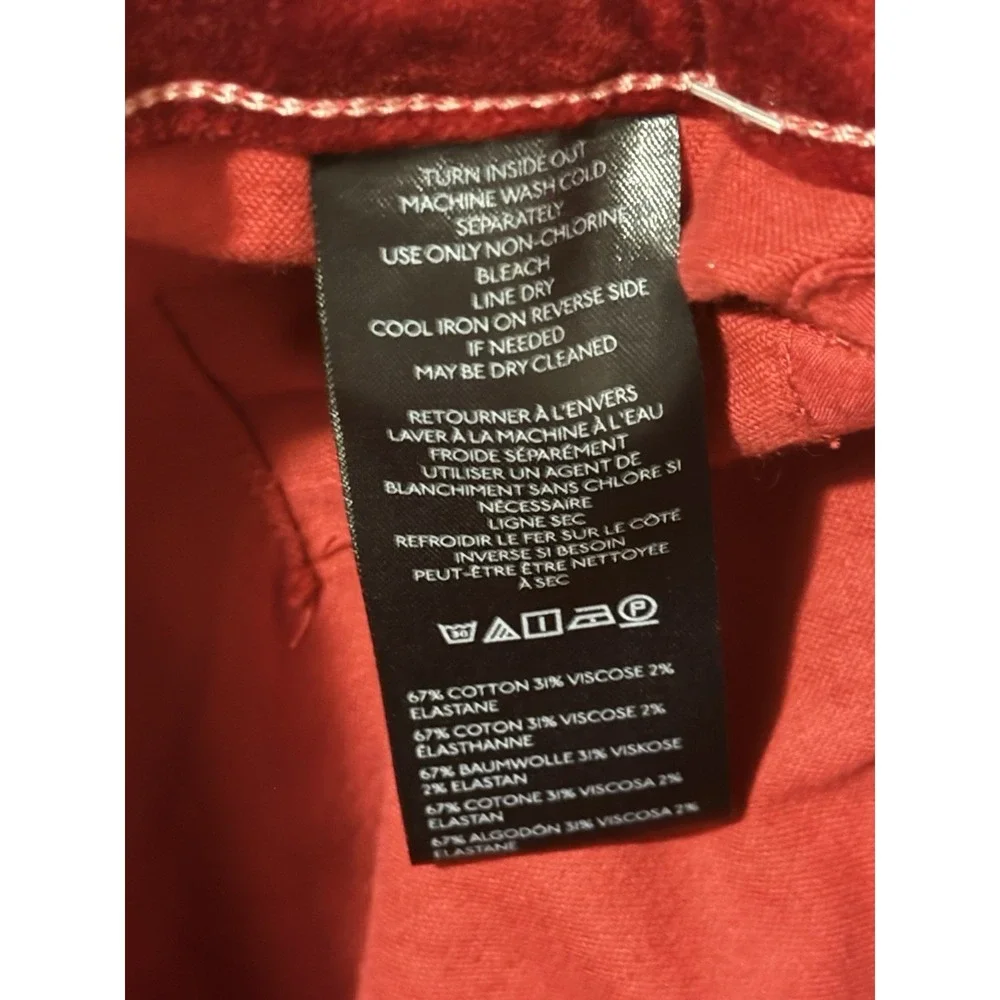 TURN INSIDE OUT
MACHINE WASH COLD
SEPARATELY
USE ONLY NON-CHLORINE
BLEACH
LINE DRY
COOL IRON ON REVERSE SIDE
IF NEEDED
MAY BE DRY CLEANED
RETOURNER À L'ENVERS
LAVER À LA MACHINE À L'EAU
FROIDE SÉPARÉMENT
UTILISER UN AGENT DE
BLANCHIMENT SANS CHLORE SI
NÉCESSAIRE
LIGNE SEC
REFROIDIR LE FER SUR LE CÔTÉ
INVERSE SI BESOIN
PEUT-ÊTRE ÊTRE NETTOYÉE
À SEC
30 P
67% COTTON 31% VISCOSE 2%
ELASTANE
67% COTON 31% VISCOSE 2%
ÉLASTHANNE
67% BAUMWOLLE 31% VISKOSE
2% ELASTAN
67% COTONE 31% VISCOSA 2%
ELASTAN
67% ALGODÓN 31% VISCOSA 2%
ELASTANE